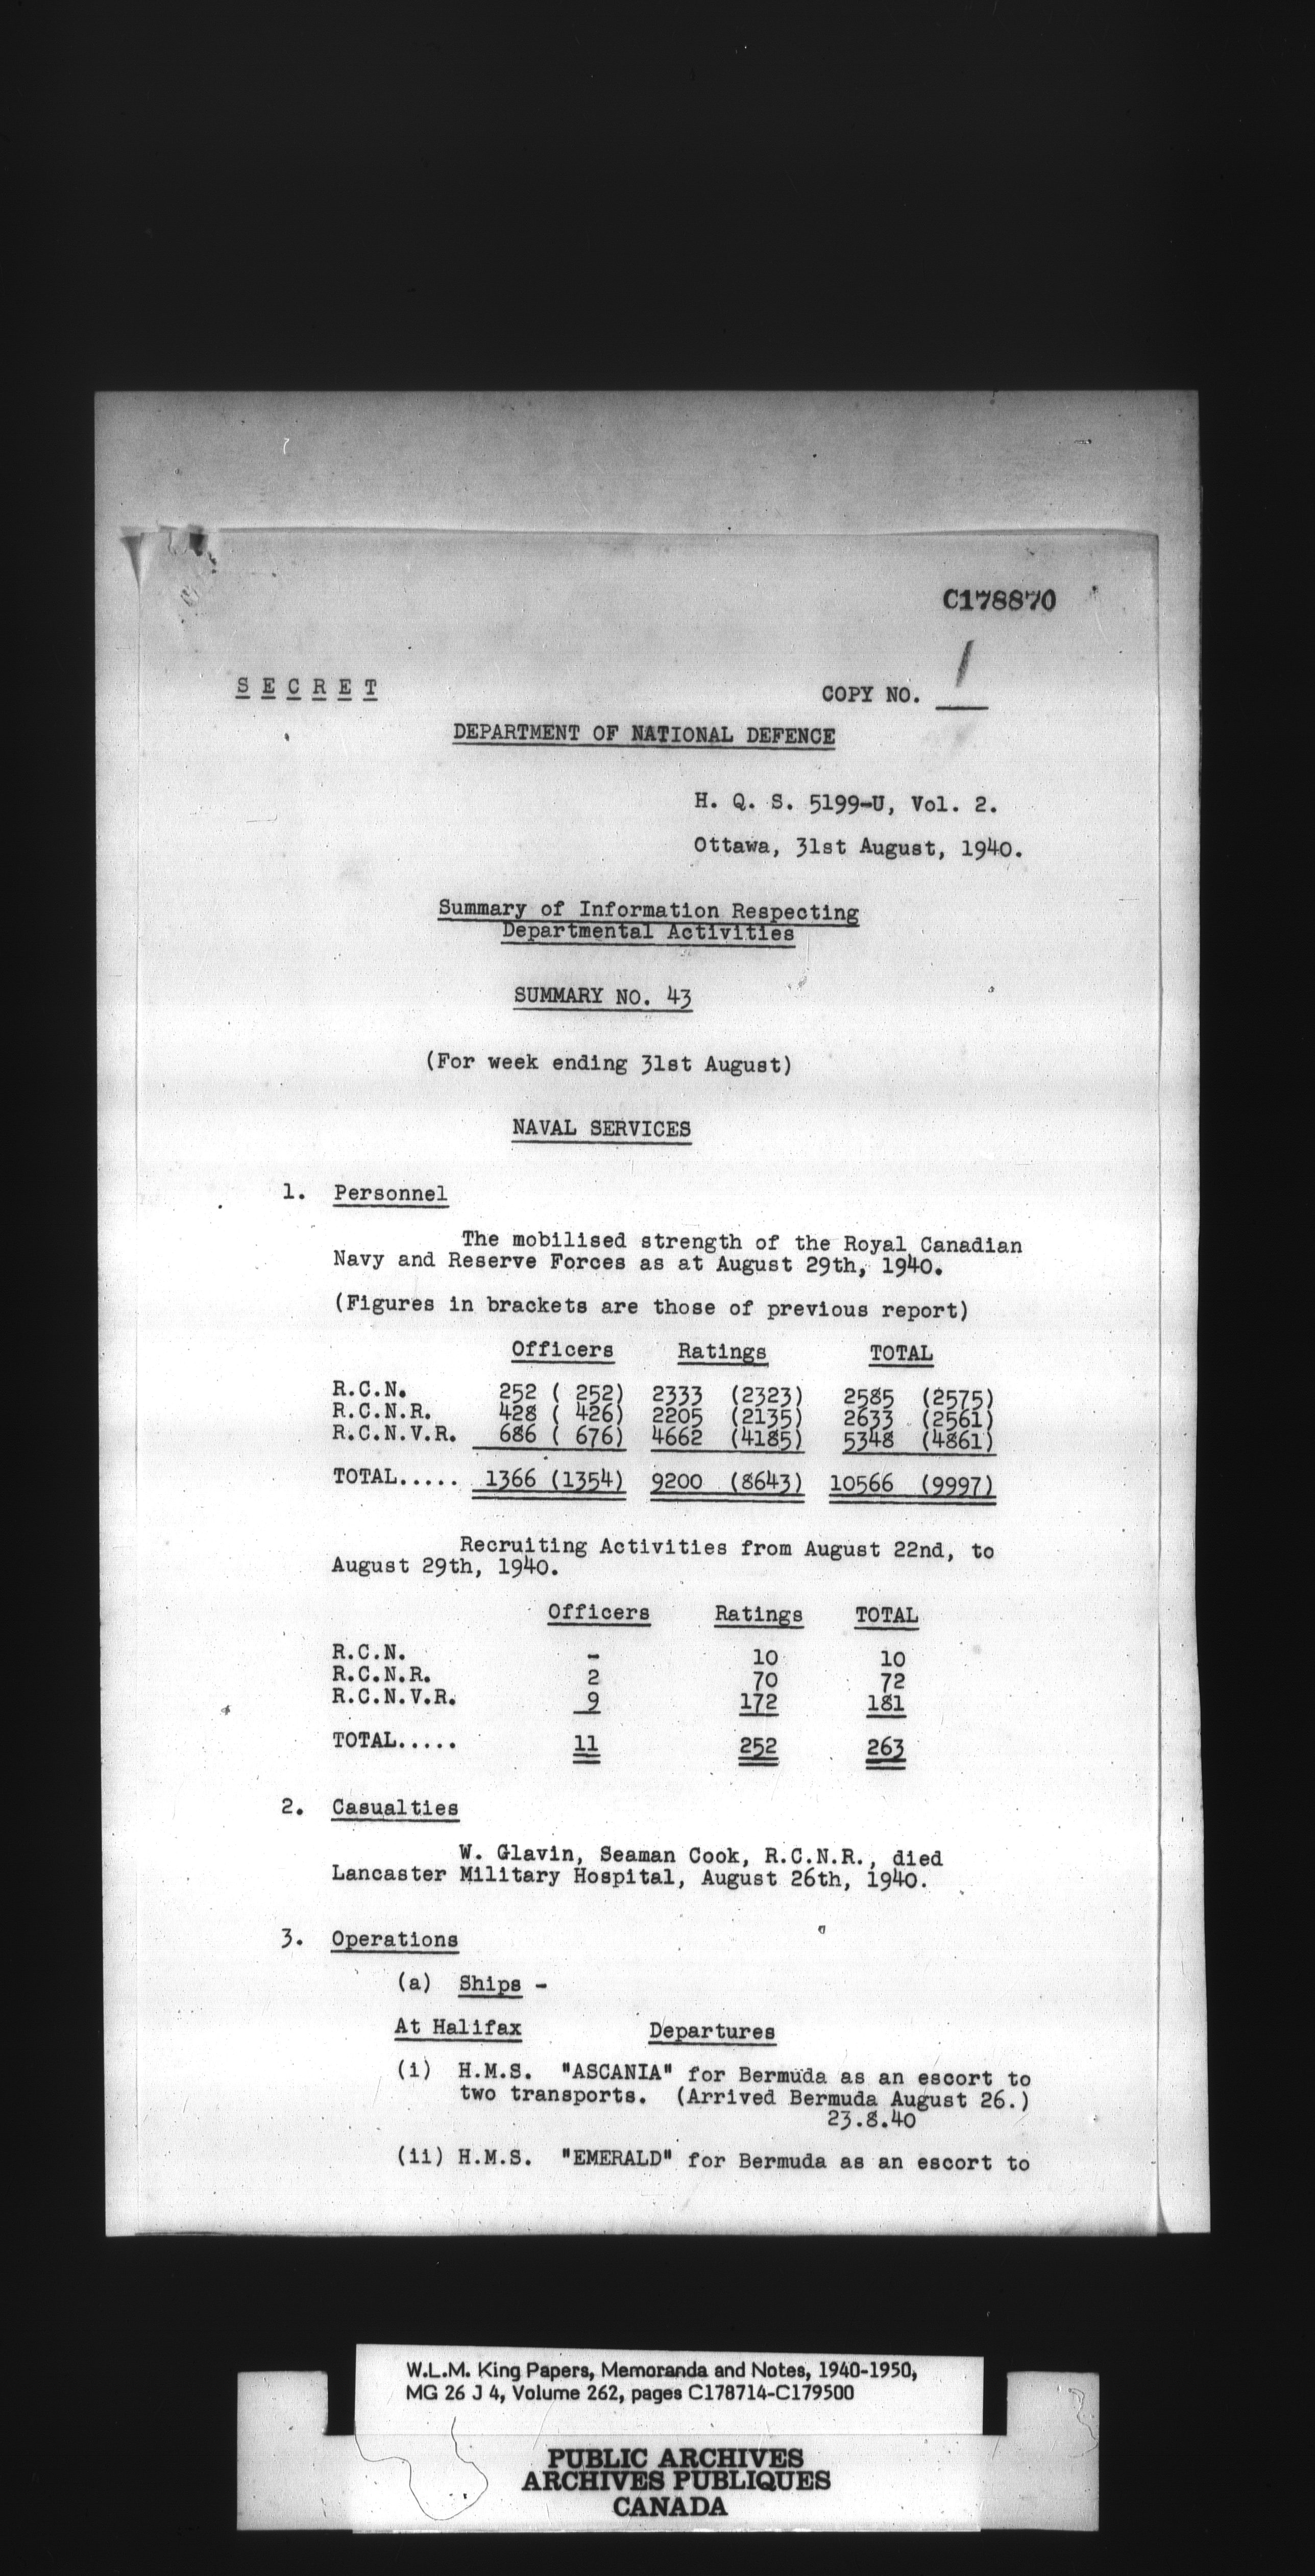 C178870
S E C R E T
COPY NO. 1
DEPARTMENT OF NATIONAL DEFENCE
H. Q. S. 5199-U, Vol. 2.
Ottawa, 31st August, 1940.
Summary of Information Respecting
Departmental Activities
SUMMARY NO. 43
(For week ending 31st August)
NAVAL SERVICES
1. Personnel
The mobilised strength of the Royal Canadian
Navy and Reserve Forces as at August 29th, 1940.
(Figures in brackets are those of previous report)
Officers Ratings TOTAL
R.C.N. 252 ( 252) 2333 (2323) 2585 (2575)
R.C.N.R. 428 ( 426) 2205 (2135) 2633 (2561)
R.C.N.V.R. 686 ( 676) 4662 (4185) 5348 (4861)
TOTAL..... 1366 (1354) 9200 (8643) 10566 (9997)
Recruiting Activities from August 22nd, to
August 29th, 1940.
Officers Ratings TOTAL
R.C.N. - 10 10
R.C.N.R. 2 70 72
R.C.N.V.R. 9 172 181
TOTAL..... 11 252 263
2. Casualties
W. Glavin, Seaman Cook, R.C.N.R., died
Lancaster Military Hospital, August 26th, 1940.
3. Operations
(a) Ships -
At Halifax Departures
(i) H.M.S. "ASCANIA" for Bermuda as an escort to
two transports. (Arrived Bermuda August 26.)
23.8.40
(ii) H.M.S. "EMERALD" for Bermuda as an escort to
W.L.M. King Papers, Memoranda and Notes, 1940-1950,
MG 26 J 4, Volume 262, pages C178714-C179500
PUBLIC ARCHIVES
ARCHIVES PUBLIQUES
CANADA